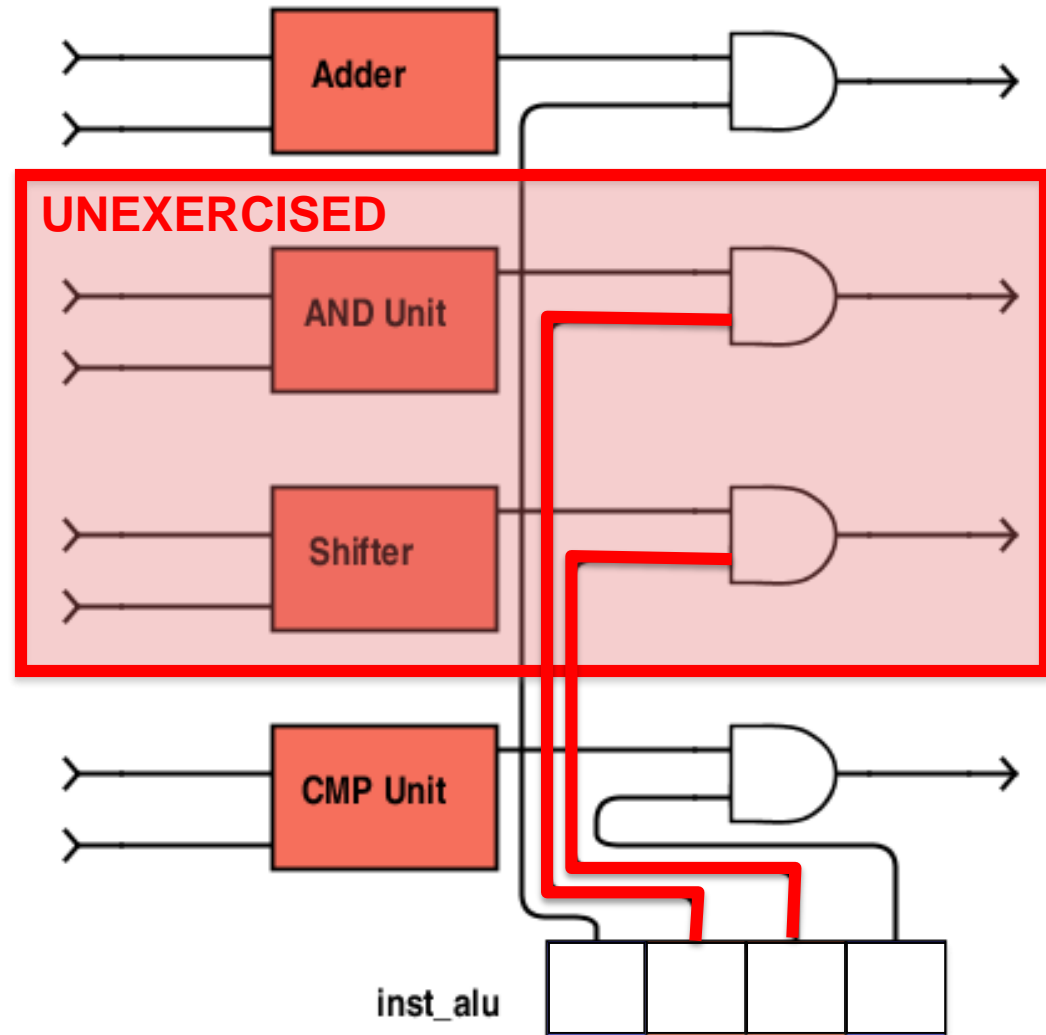 Adder
UNEXERCISED
AND Unit
Shifter
CMP Unit
inst_alu